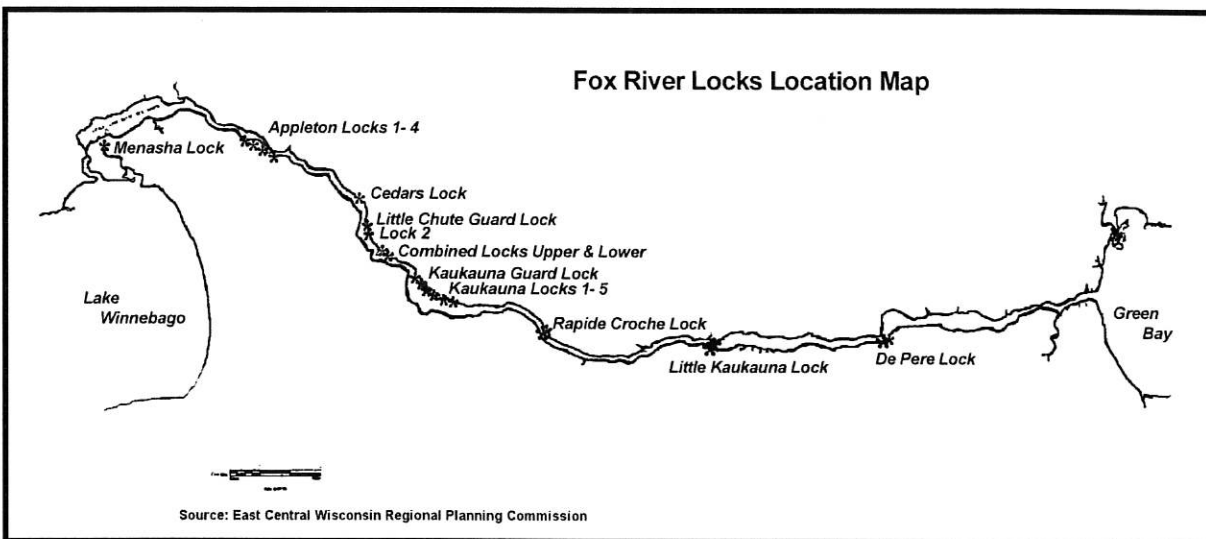 Fox River Locks Location Map
Appleton Locks 1- 4
Menasha Lock
Cedars Lock
Little Chute Guard Lock
Lock 2
Combined Locks Upper & Lower
Kaukauna Guard Lock
Kaukauna Locks 1- 5
Lake
Winnebago
Rapide Croche Lock
Little Kaukauna Lock
De Pere Lock
Green
Bay
Source: East Central Wisconsin Regional Planning Commission